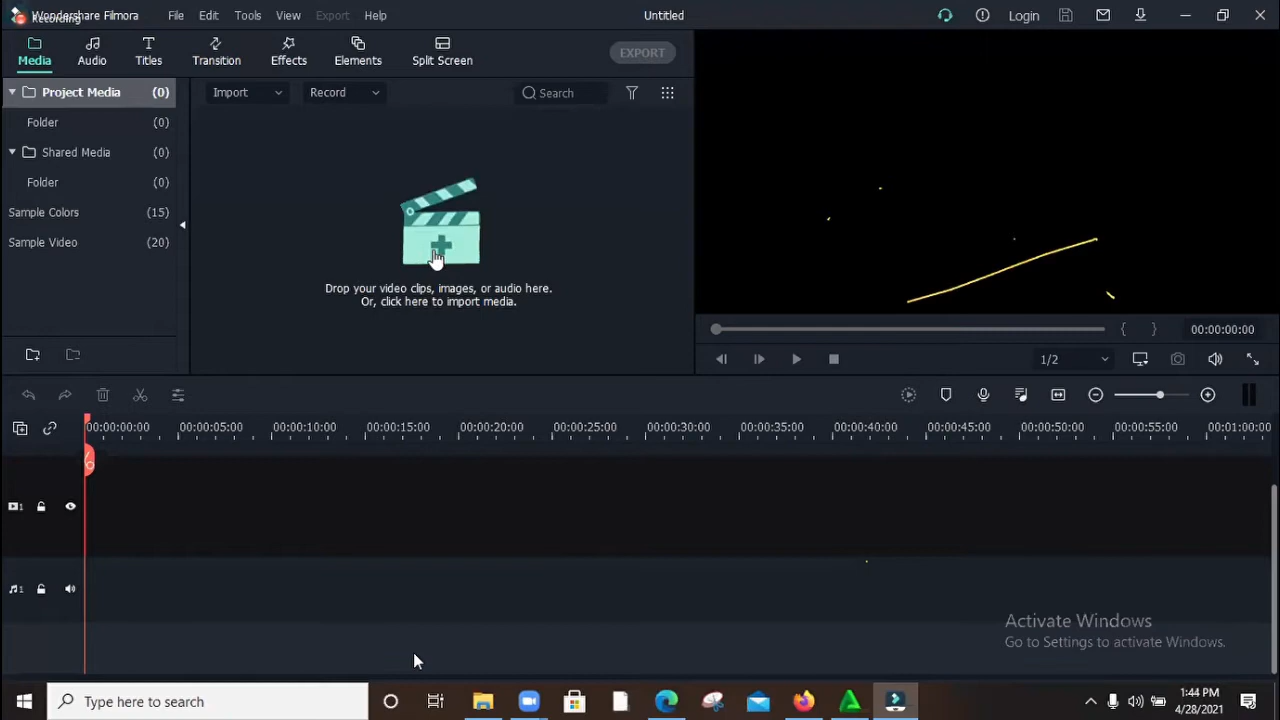 Wondershare Filmora
Recording
File Edit Tools View Export Help
Untitled
Login
Media Audio Titles Transition Effects Elements Split Screen
EXPORT
Project Media (0)
Folder (0)
Shared Media (0)
Folder (0)
Sample Colors (15)
Sample Video (20)
Import Record Search
Drop your video clips, images, or audio here.
Or, click here to import media.
{ } 00:00:00:00
1/2
00:00:00:00 00:00:05:00 00:00:10:00 00:00:15:00 00:00:20:00 00:00:25:00 00:00:30:00 00:00:35:00 00:00:40:00 00:00:45:00 00:00:50:00 00:00:55:00 00:01:00:00
1
1
Activate Windows
Go to Settings to activate Windows.
Type here to search
1:44 PM
4/28/2021